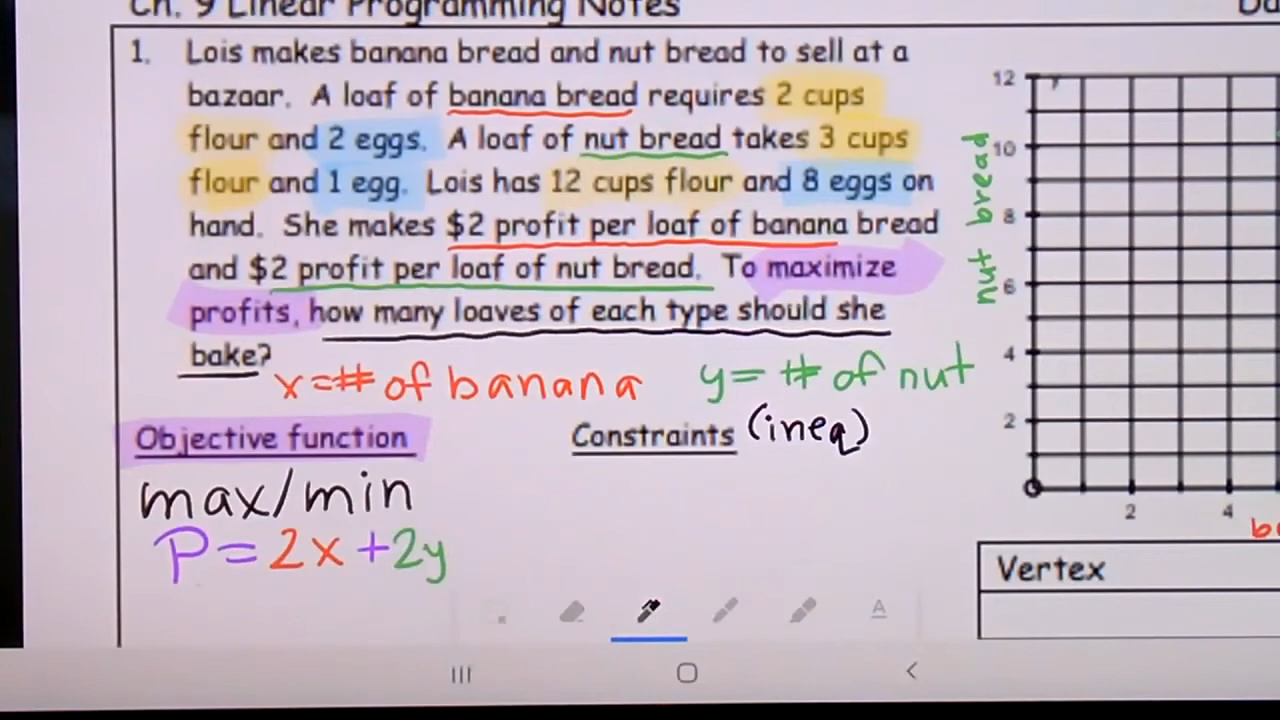 Ch. 9 Linear Programming Notes
1. Lois makes banana bread and nut bread to sell at a
bazaar. A loaf of banana bread requires 2 cups
flour and 2 eggs. A loaf of nut bread takes 3 cups
flour and 1 egg. Lois has 12 cups flour and 8 eggs on
hand. She makes $2 profit per loaf of banana bread
and $2 profit per loaf of nut bread. To maximize
profits, how many loaves of each type should she
bake?
x=# of banana y= # of nut
Objective function
max/min
P=2x+2y
Constraints (ineq)
nut bread
12
y
10
8
6
4
2
0
2 4
Vertex
A